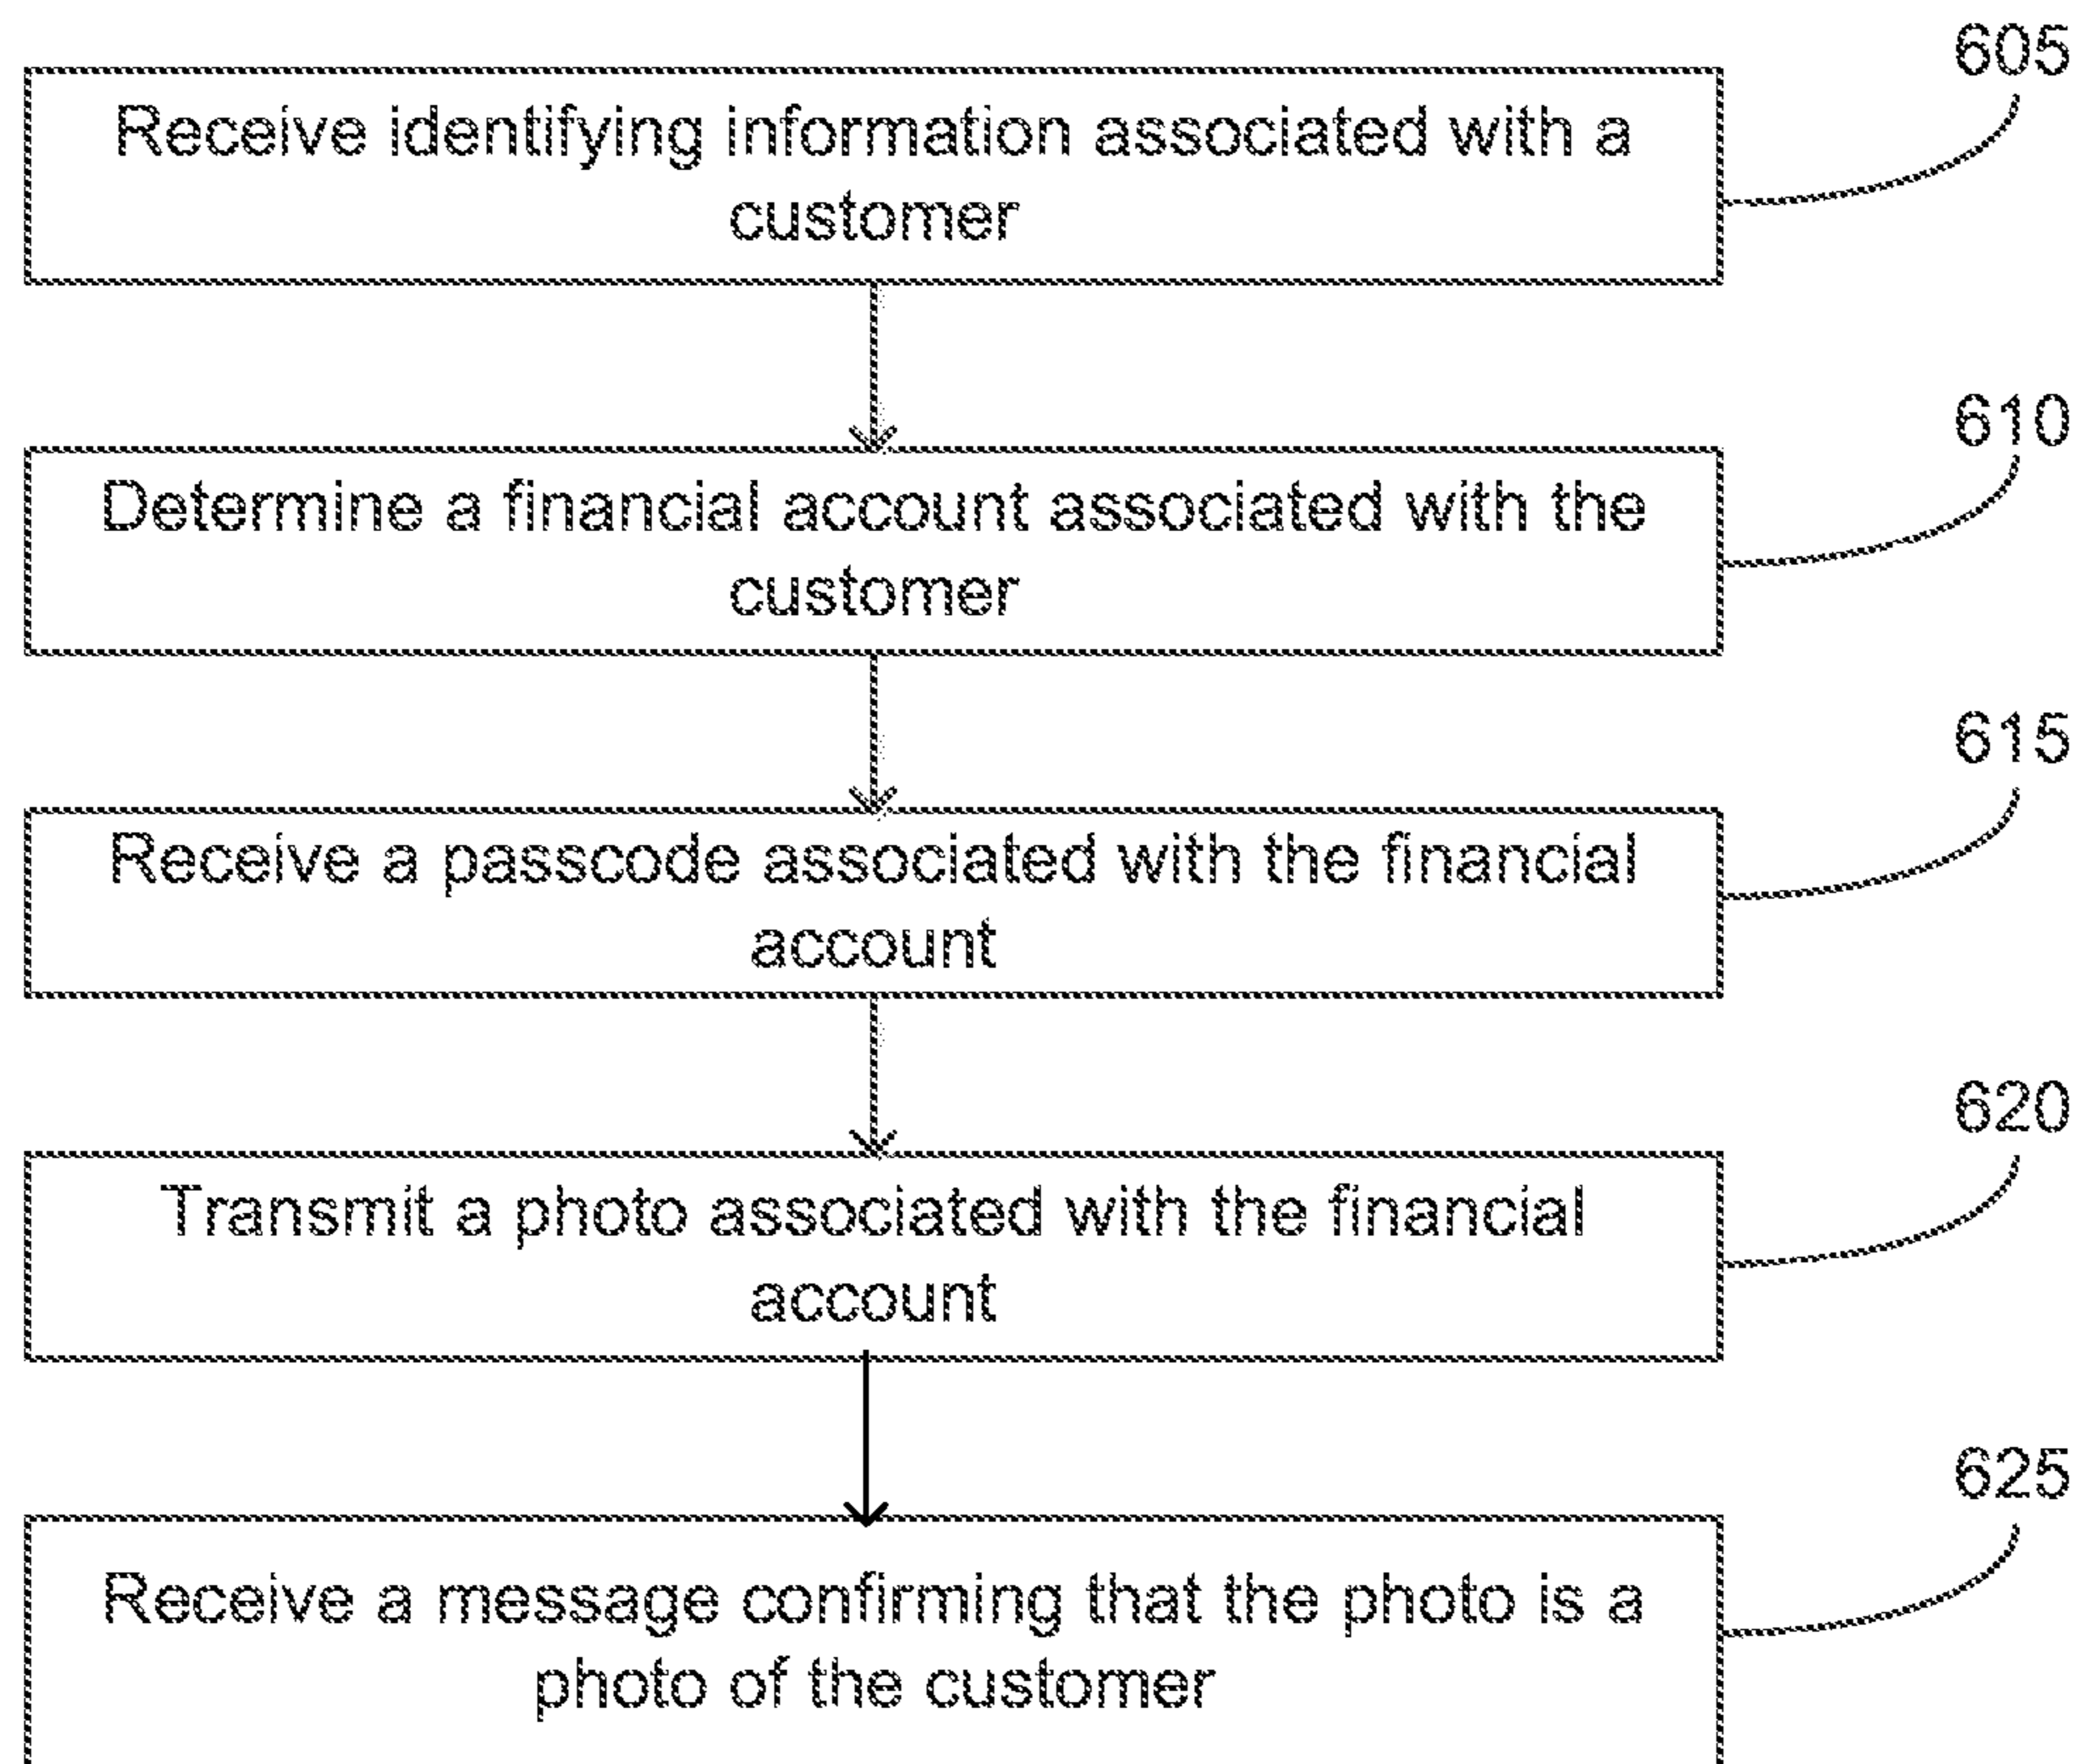 605
Receive identifying information associated with a
customer
610
Determine a financial account associated with the
customer
615
Receive a passcode associated with the financial
account
620
Transmit a photo associated with the financial
account
625
Receive a message confirming that the photo is a
photo of the customer